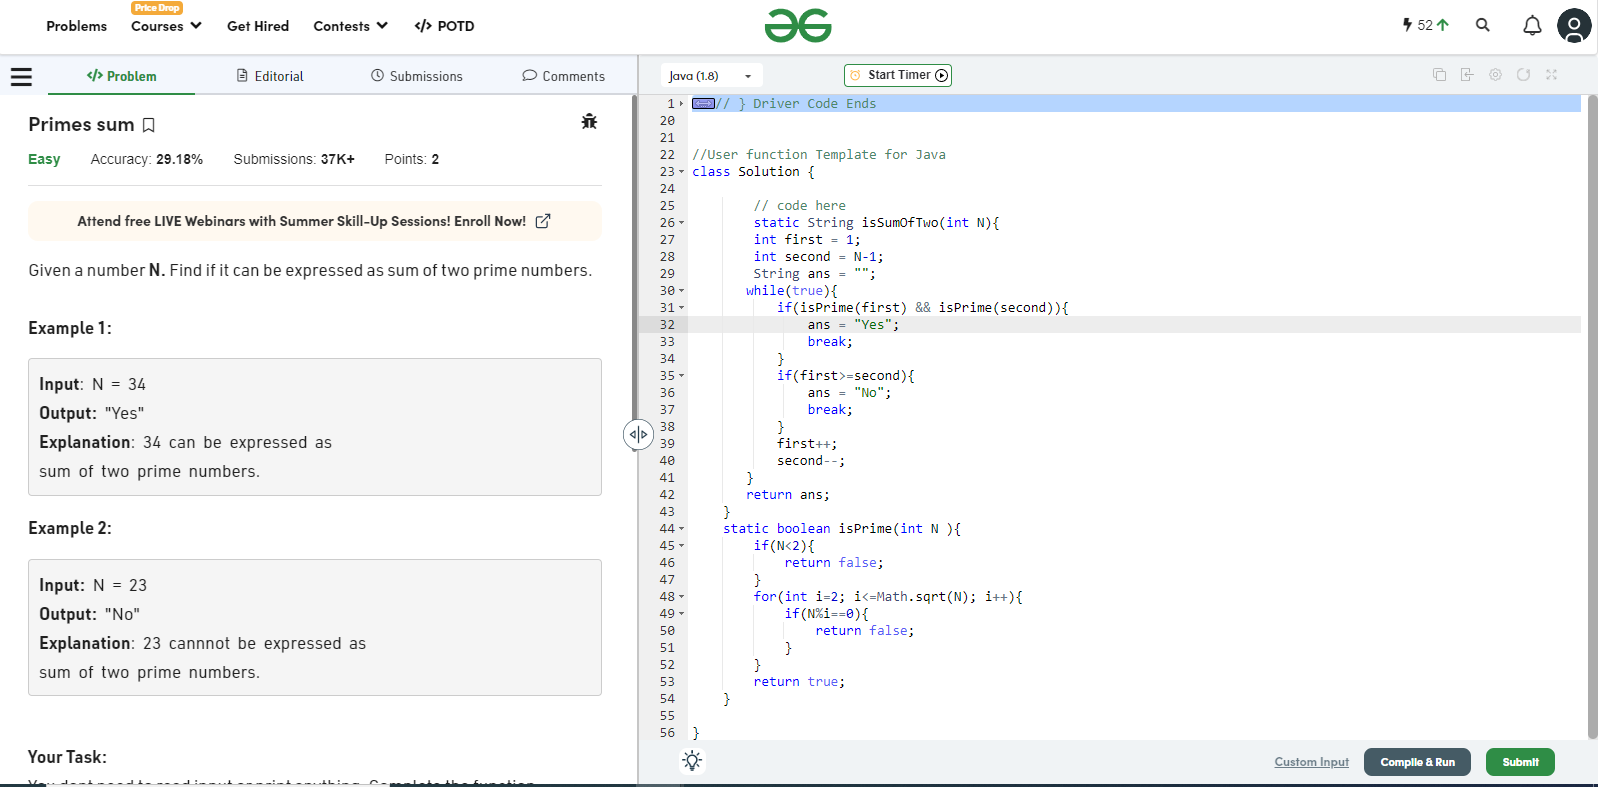 Problems
Price Drop
Courses
Get Hired
Contests
</> POTD
52
</> Problem
Editorial
Submissions
Comments
Java (1.8)
Start Timer
Primes sum
Easy Accuracy: 29.18% Submissions: 37K+ Points: 2
Attend free LIVE Webinars with Summer Skill-Up Sessions! Enroll Now!
Given a number N. Find if it can be expressed as sum of two prime numbers.
Example 1:
Input: N = 34
Output: "Yes"
Explanation: 34 can be expressed as
sum of two prime numbers.
Example 2:
Input: N = 23
Output: "No"
Explanation: 23 cannnot be expressed as
sum of two prime numbers.
Your Task:
1 // } Driver Code Ends
20
21
22 //User function Template for Java
23 class Solution {
24
25 // code here
26 static String isSumOfTwo(int N){
27 int first = 1;
28 int second = N-1;
29 String ans = "";
30 while(true){
31 if(isPrime(first) && isPrime(second)){
32 ans = "Yes";
33 break;
34 }
35 if(first>=second){
36 ans = "No";
37 break;
38 }
39 first++;
40 second--;
41 }
42 return ans;
43 }
44 static boolean isPrime(int N ){
45 if(N<2){
46 return false;
47 }
48 for(int i=2; i<=Math.sqrt(N); i++){
49 if(N%i==0){
50 return false;
51 }
52 }
53 return true;
54 }
55
56 }
Custom Input
Compile & Run
Submit